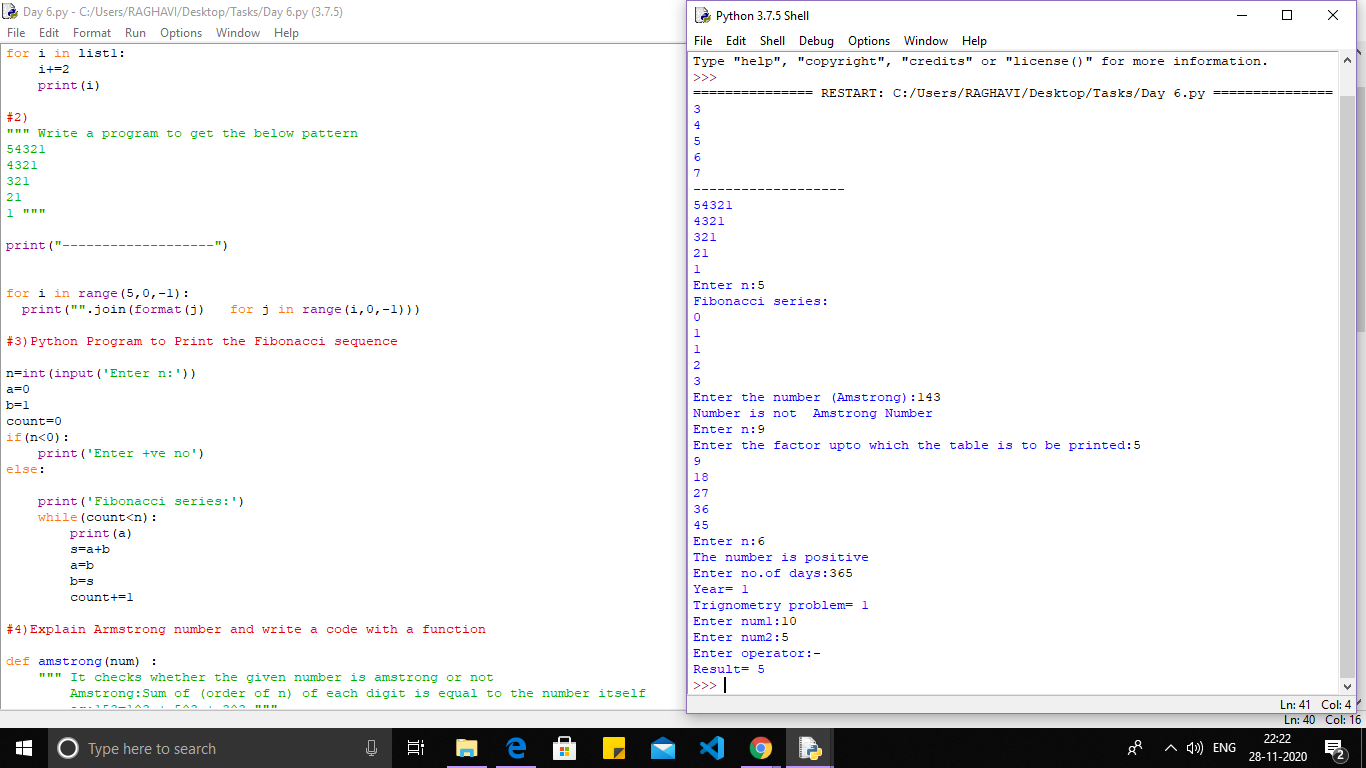 Day 6.py - C:/Users/RAGHAVI/Desktop/Tasks/Day 6.py (3.7.5)
File Edit Format Run Options Window Help
for i in list1:
    i+=2
    print(i)

#2)
""" Write a program to get the below pattern
54321
4321
321
21
1 """

print("-------------------")


for i in range(5,0,-1):
  print("".join(format(j)   for j in range(i,0,-1)))

#3)Python Program to Print the Fibonacci sequence

n=int(input('Enter n:'))
a=0
b=1
count=0
if(n<0):
    print('Enter +ve no')
else:

    print('Fibonacci series:')
    while(count<n):
        print(a)
        s=a+b
        a=b
        b=s
        count+=1

#4)Explain Armstrong number and write a code with a function

def amstrong(num) :
    """ It checks whether the given number is amstrong or not
        Amstrong:Sum of (order of n) of each digit is equal to the number itself
Python 3.7.5 Shell
File Edit Shell Debug Options Window Help
Type "help", "copyright", "credits" or "license()" for more information.
>>>
=============== RESTART: C:/Users/RAGHAVI/Desktop/Tasks/Day 6.py ===============
3
4
5
6
7
-------------------
54321
4321
321
21
1
Enter n:5
Fibonacci series:
0
1
1
2
3
Enter the number (Amstrong):143
Number is not  Amstrong Number
Enter n:9
Enter the factor upto which the table is to be printed:5
9
18
27
36
45
Enter n:6
The number is positive
Enter no.of days:365
Year= 1
Trignometry problem= 1
Enter num1:10
Enter num2:5
Enter operator:-
Result= 5
>>>
Ln: 41 Col: 4
Ln: 40 Col: 16
Type here to search
ENG
22:22
28-11-2020
2